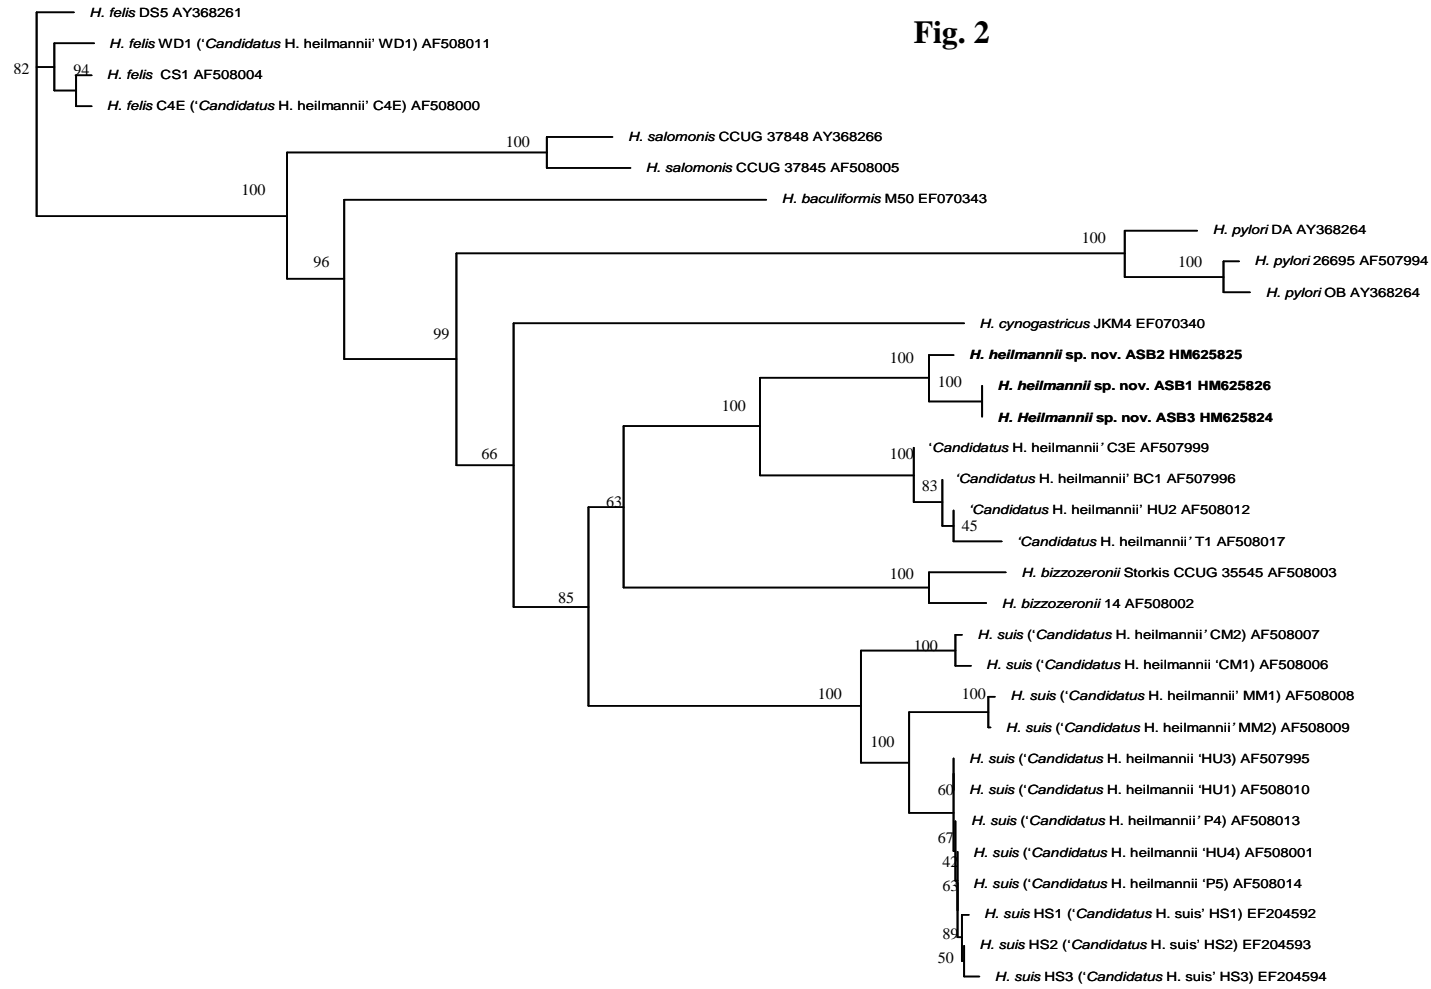 Fig. 2
H. felis DS5 AY368261
H. felis WD1 (‘Candidatus H. heilmannii’ WD1) AF508011
82
94
H. felis CS1 AF508004
H. felis C4E (‘Candidatus H. heilmannii’ C4E) AF508000
100
H. salomonis CCUG 37848 AY368266
H. salomonis CCUG 37845 AF508005
100
H. baculiformis M50 EF070343
H. pylori DA AY368264
100
96
100
H. pylori 26695 AF507994
H. pylori OB AY368264
H. cynogastricus JKM4 EF070340
99
100
H. heilmannii sp. nov. ASB2 HM625825
100
H. heilmannii sp. nov. ASB1 HM625826
100
H. Heilmannii sp. nov. ASB3 HM625824
66
100
‘Candidatus H. heilmannii’ C3E AF507999
83
‘Candidatus H. heilmannii’ BC1 AF507996
63
‘Candidatus H. heilmannii’ HU2 AF508012
45
‘Candidatus H. heilmannii’ T1 AF508017
100
H. bizzozeronii Storkis CCUG 35545 AF508003
85
H. bizzozeronii 14 AF508002
H. suis (‘Candidatus H. heilmannii’ CM2) AF508007
100
H. suis (‘Candidatus H. heilmannii ‘CM1) AF508006
100
100
H. suis (‘Candidatus H. heilmannii’ MM1) AF508008
H. suis (‘Candidatus H. heilmannii’ MM2) AF508009
100
H. suis (‘Candidatus H. heilmannii ‘HU3) AF507995
60
H. suis (‘Candidatus H. heilmannii ‘HU1) AF508010
H. suis (‘Candidatus H. heilmannii’ P4) AF508013
67
H. suis (‘Candidatus H. heilmannii ‘HU4) AF508001
42
63
H. suis (‘Candidatus H. heilmannii ‘P5) AF508014
H. suis HS1 (‘Candidatus H. suis’ HS1) EF204592
89
H. suis HS2 (‘Candidatus H. suis’ HS2) EF204593
50
H. suis HS3 (‘Candidatus H. suis’ HS3) EF204594